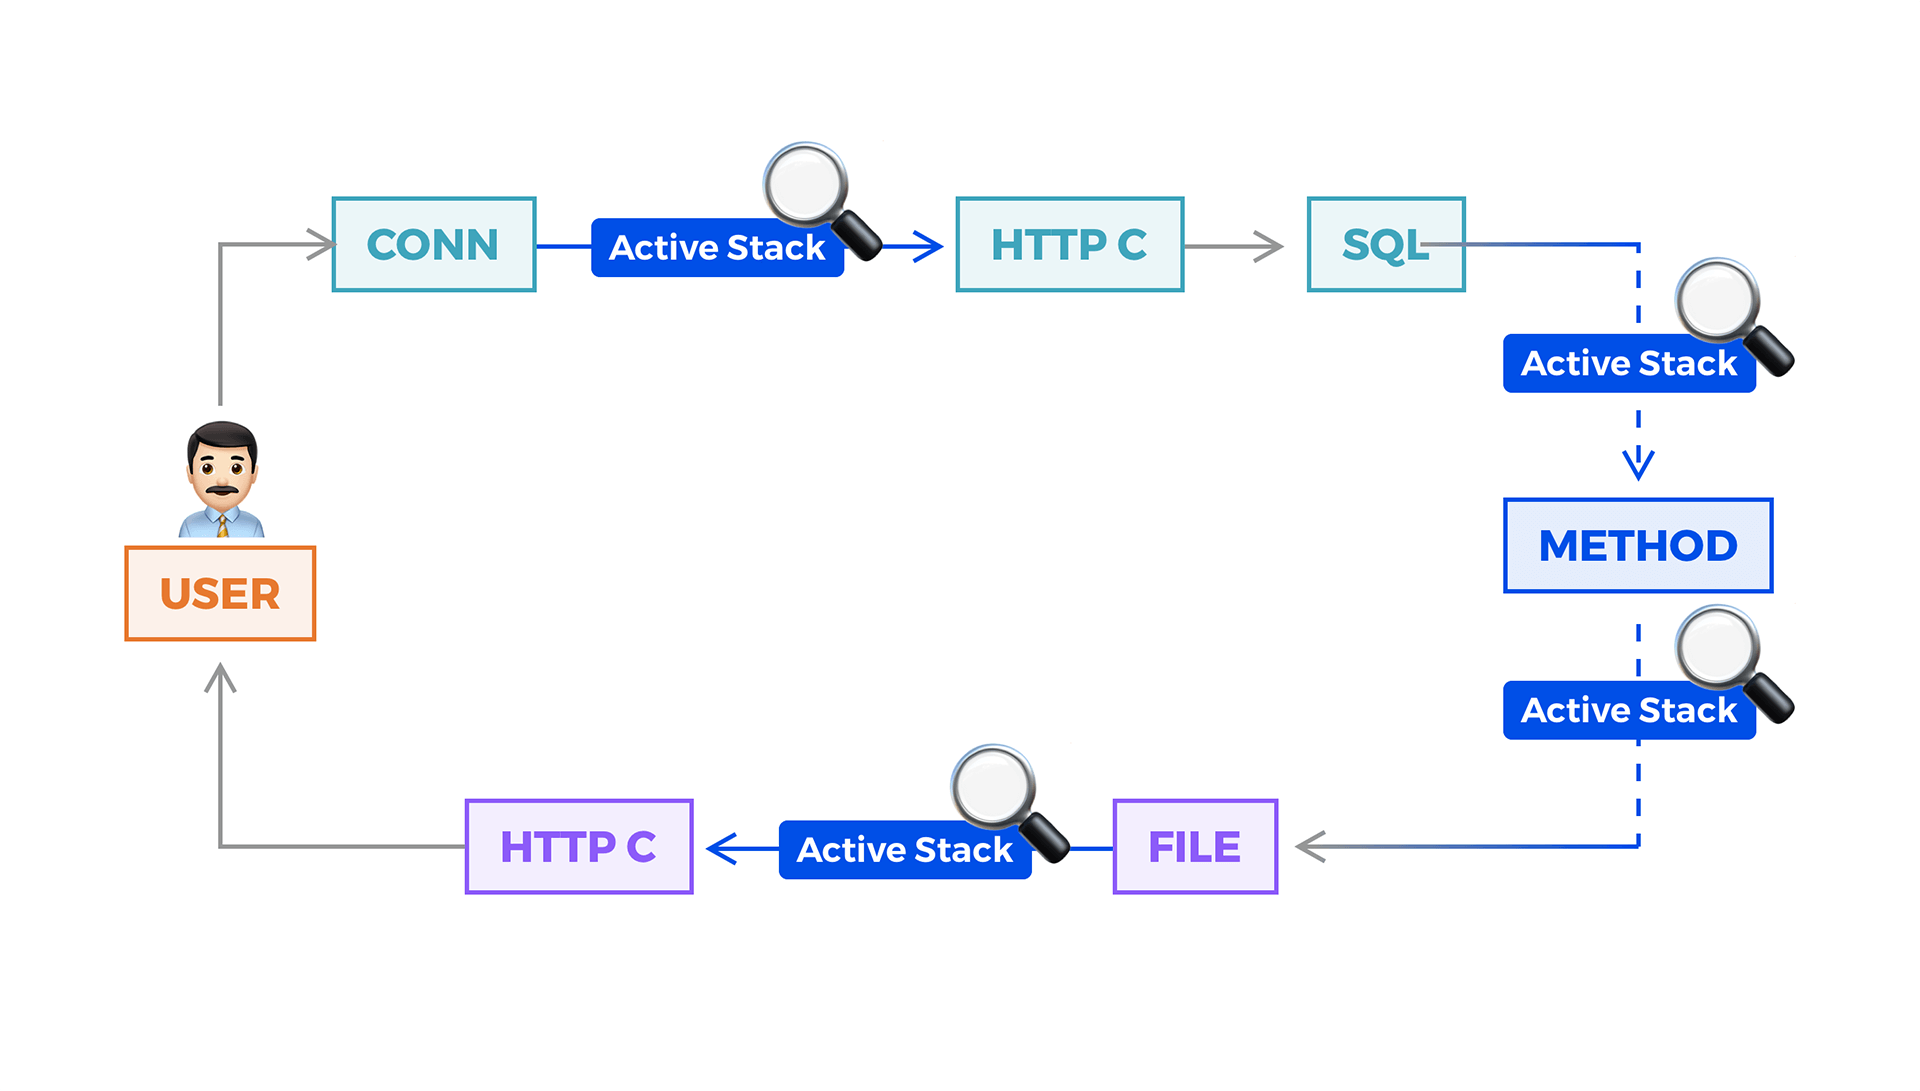 CONN
Active Stack
HTTP C
SQL
Active Stack
METHOD
USER
Active Stack
HTTP C
Active Stack
FILE